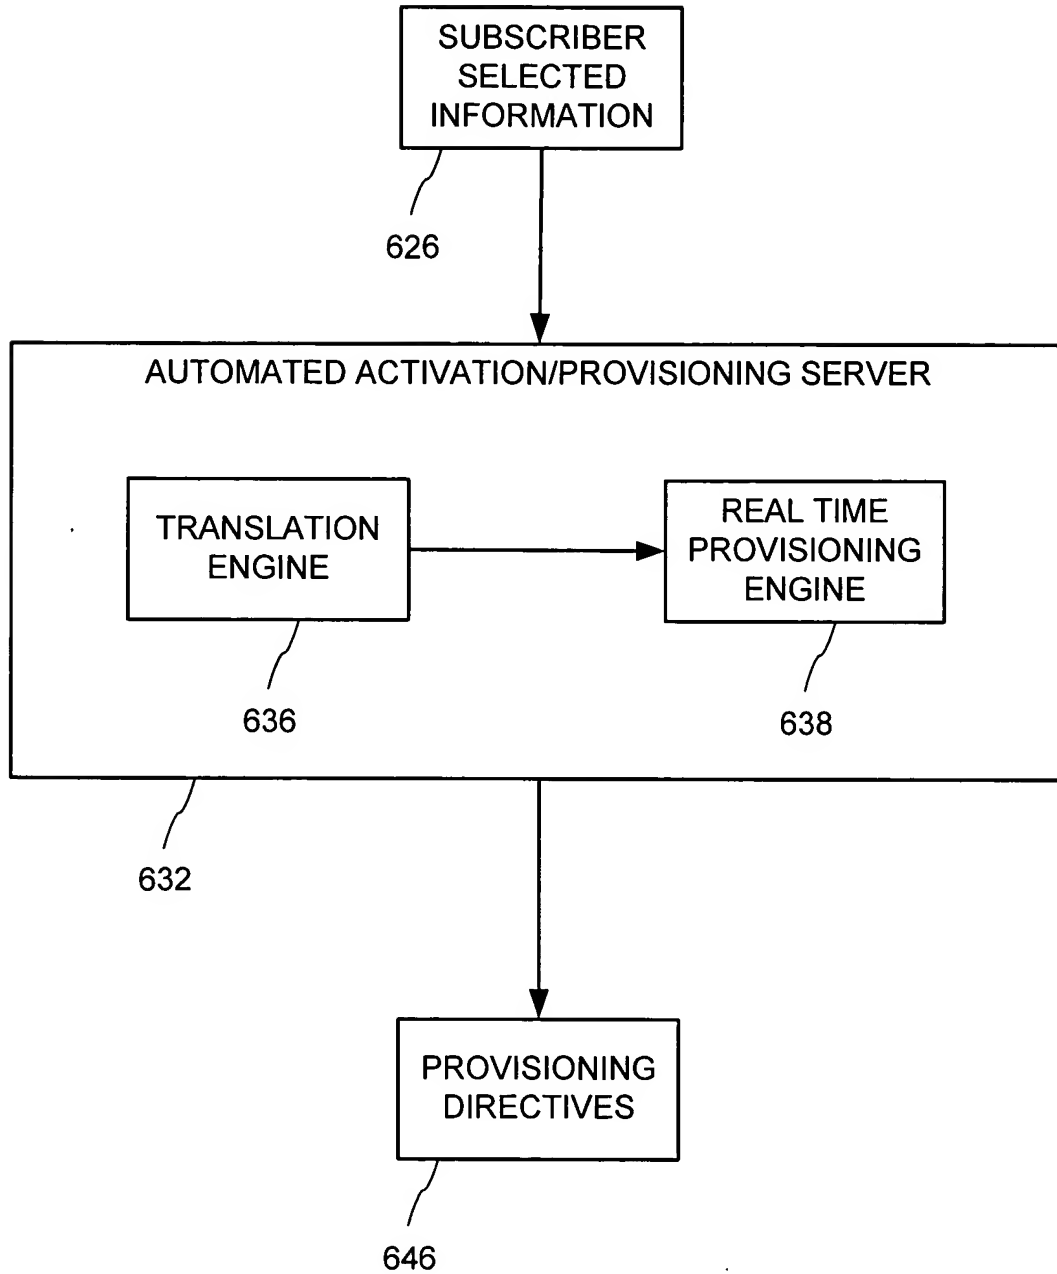 SUBSCRIBER
SELECTED
INFORMATION
626
AUTOMATED ACTIVATION/PROVISIONING SERVER
TRANSLATION
ENGINE
636
REAL TIME
PROVISIONING
ENGINE
638
632
PROVISIONING
DIRECTIVES
646